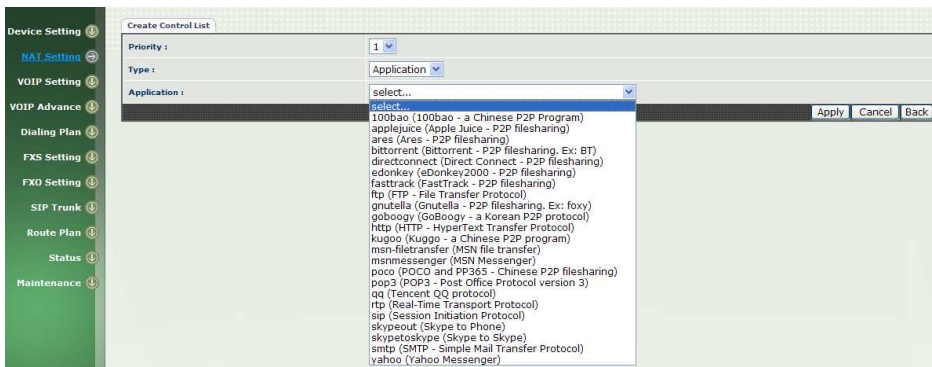 Device Setting
NAT Setting
VOIP Setting
VOIP Advance
Dialing Plan
FXS Setting
FXO Setting
SIP Trunk
Route Plan
Status
Maintenance
Create Control List
Priority : 1
Type : Application
Application : select...
select...
100bao (100bao - a Chinese P2P Program)
applejuice (Apple Juice - P2P filesharing)
ares (Ares - P2P filesharing)
bittorrent (Bittorrent - P2P filesharing. Ex: BT)
directconnect (Direct Connect - P2P filesharing)
edonkey (eDonkey2000 - P2P filesharing)
fasttrack (FastTrack - P2P filesharing)
ftp (FTP - File Transfer Protocol)
gnutella (Gnutella - P2P filesharing. Ex: foxy)
goboogy (GoBoogy - a Korean P2P protocol)
http (HTTP - HyperText Transfer Protocol)
kugoo (Kuggo - a Chinese P2P program)
msn-filetransfer (MSN file transfer)
msnmessenger (MSN Messenger)
poco (POCO and PP365 - Chinese P2P filesharing)
pop3 (POP3 - Post Office Protocol version 3)
qq (Tencent QQ protocol)
rtp (Real-Time Transport Protocol)
sip (Session Initiation Protocol)
skypeout (Skype to Phone)
skypetoskype (Skype to Skype)
smtp (SMTP - Simple Mail Transfer Protocol)
yahoo (Yahoo Messenger)
Apply Cancel Back